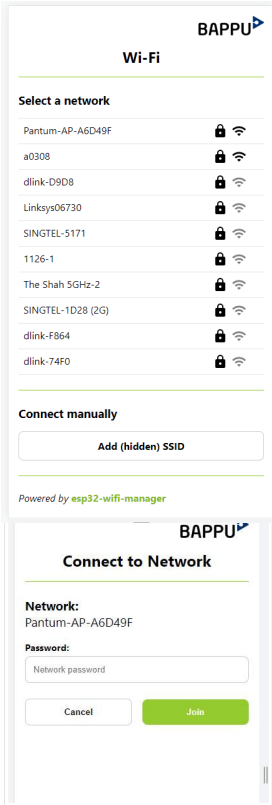 BAPPU
Wi-Fi
Select a network
Pantum-AP-A6D49F
a0308
dlink-D9D8
Linksys06730
SINGTEL-5171
1126-1
The Shah 5GHz-2
SINGTEL-1D28 (2G)
dlink-F864
dlink-74F0
Connect manually
Add (hidden) SSID
Powered by esp32-wifi-manager
BAPPU
Connect to Network
Network:
Pantum-AP-A6D49F
Password:
Network password
Cancel Join